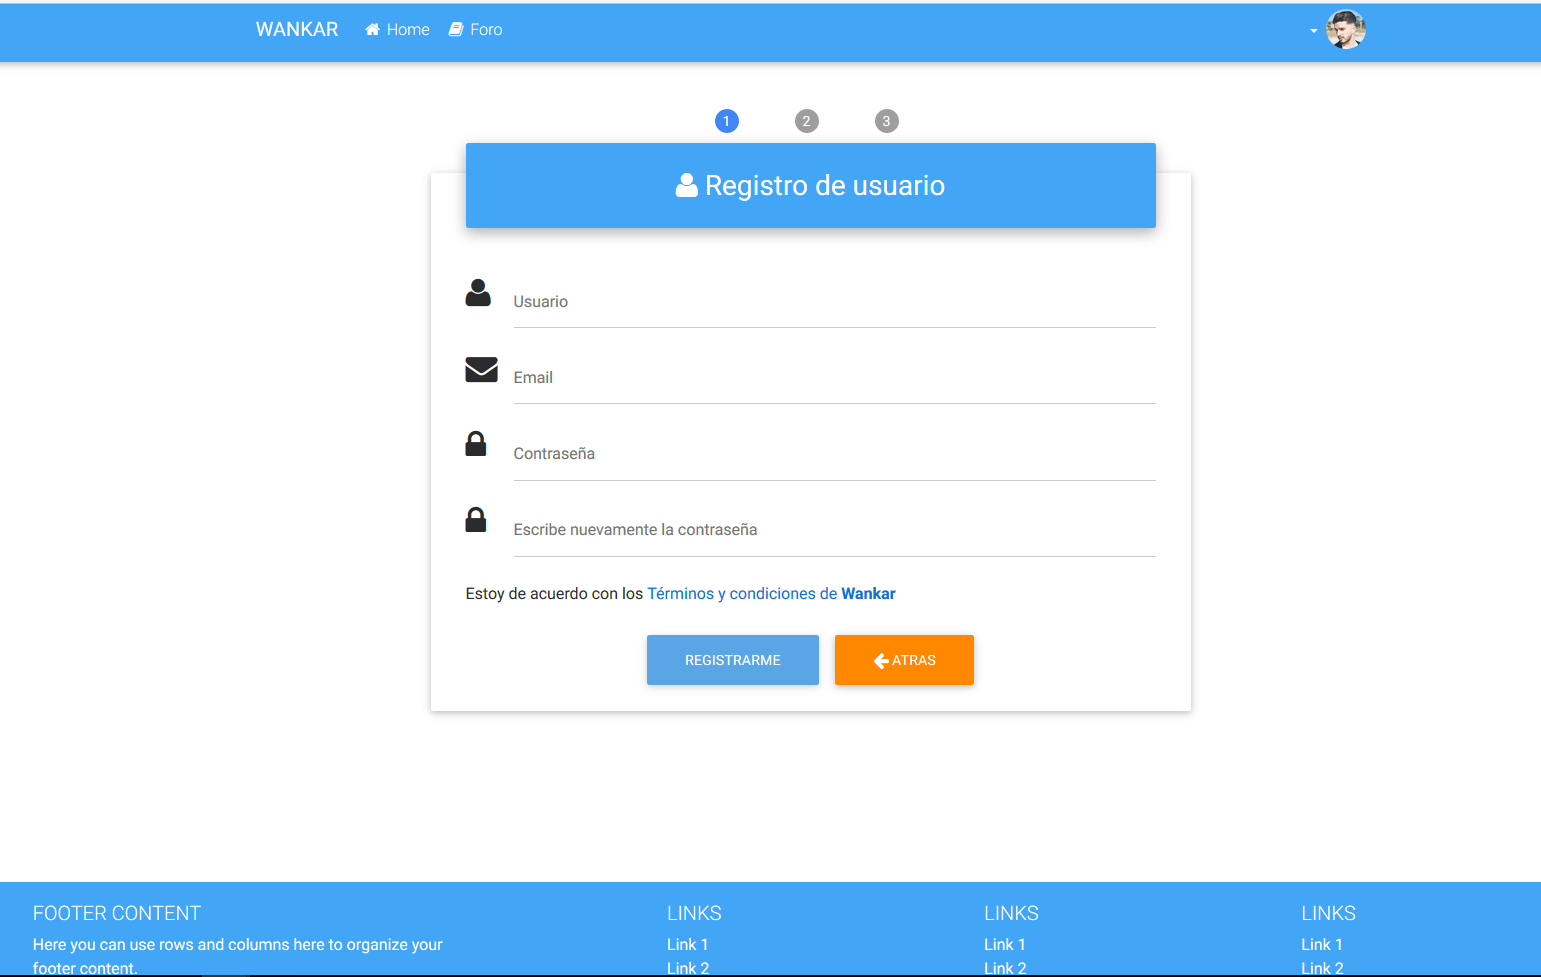 WANKAR Home Foro
1 2 3
Registro de usuario
Usuario
Email
Contraseña
Escribe nuevamente la contraseña
Estoy de acuerdo con los Términos y condiciones de Wankar
REGISTRARME ATRAS
FOOTER CONTENT LINKS LINKS LINKS
Here you can use rows and columns here to organize your Link 1 Link 1 Link 1
footer content. Link 2 Link 2 Link 2